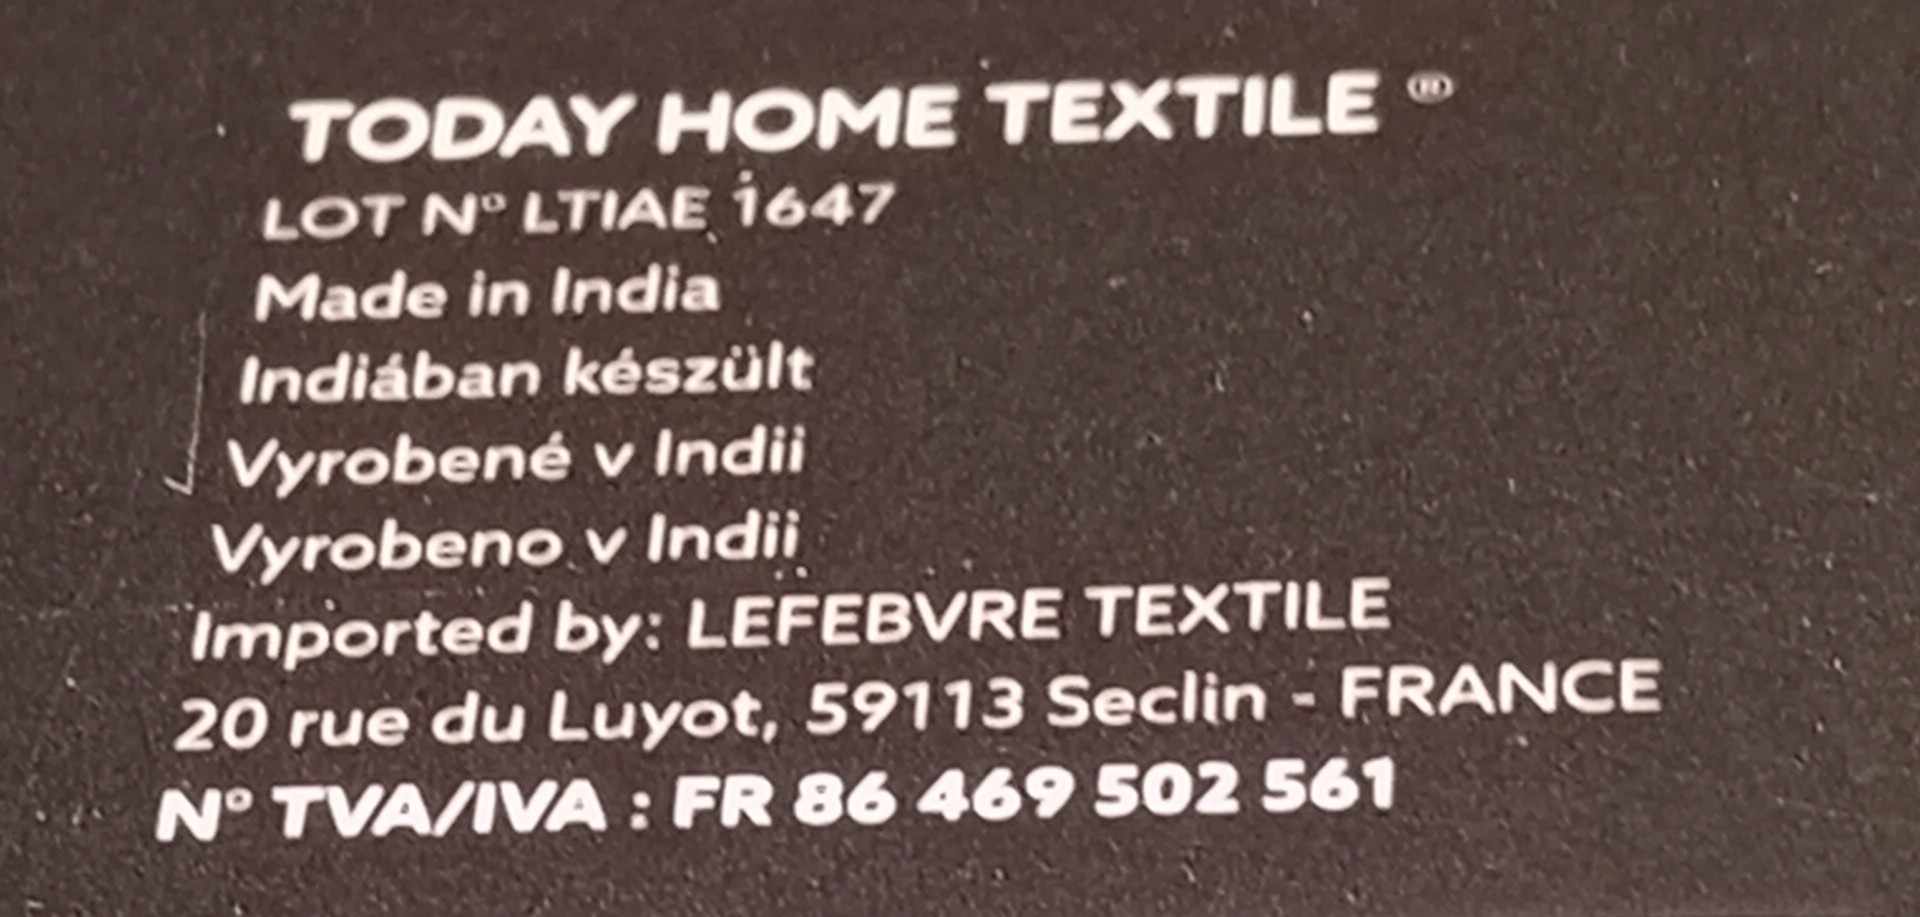 TODAY HOME TEXTILE ®
LOT N° LTIAE 1647
Made in India
Indiában készült
Vyrobené v Indii
Vyrobeno v Indii
Imported by: LEFEBVRE TEXTILE
20 rue du Luyot, 59113 Seclin - FRANCE
N° TVA/IVA : FR 86 469 502 561